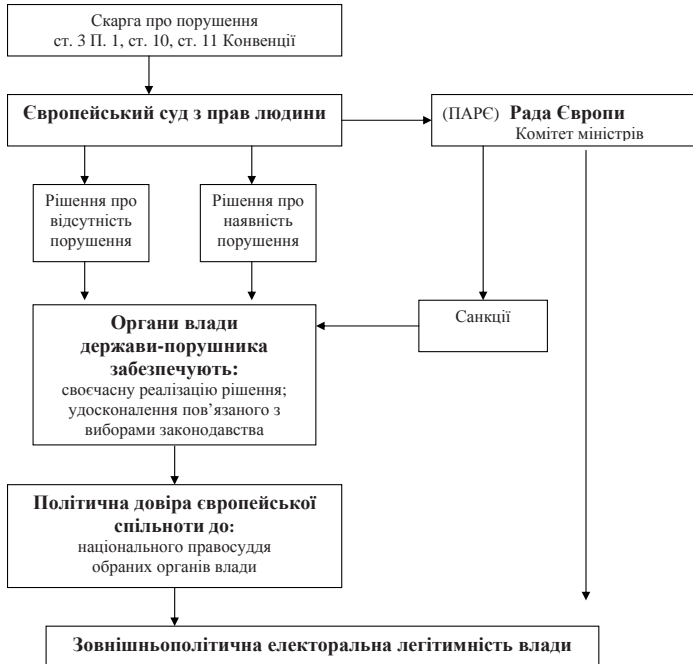 Скарга про порушення
ст. 3 П. 1, ст. 10, ст. 11 Конвенції
Європейський суд з прав людини
(ПАРЄ) Рада Європи
Комітет міністрів
Рішення про
відсутність
порушення
Рішення про
наявність
порушення
Санкції
Органи влади
держави-порушника
забезпечують:
своєчасну реалізацію рішення;
удосконалення пов’язаного з
виборами законодавства
Політична довіра європейської
спільноти до:
національного правосуддя
обраних органів влади
Зовнішньополітична електоральна легітимність влади